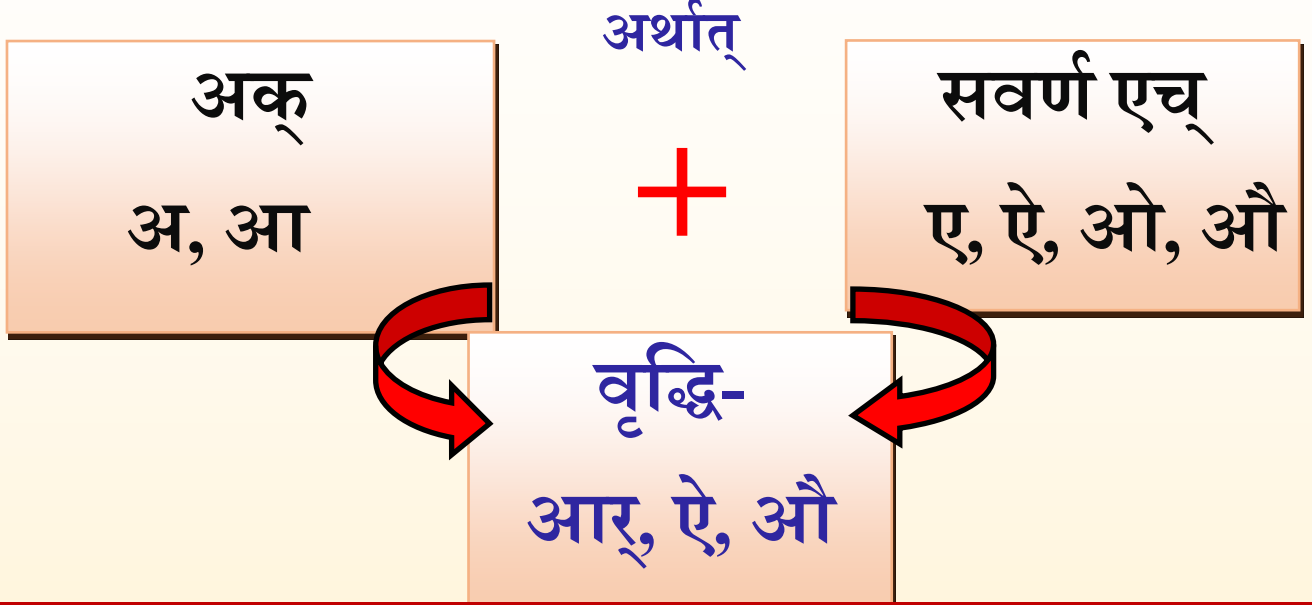 अर्थात्
अक्
अ, आ
+
सवर्ण एच्
ए, ऐ, ओ, औ
वृद्धि-
आर्, ऐ, औ